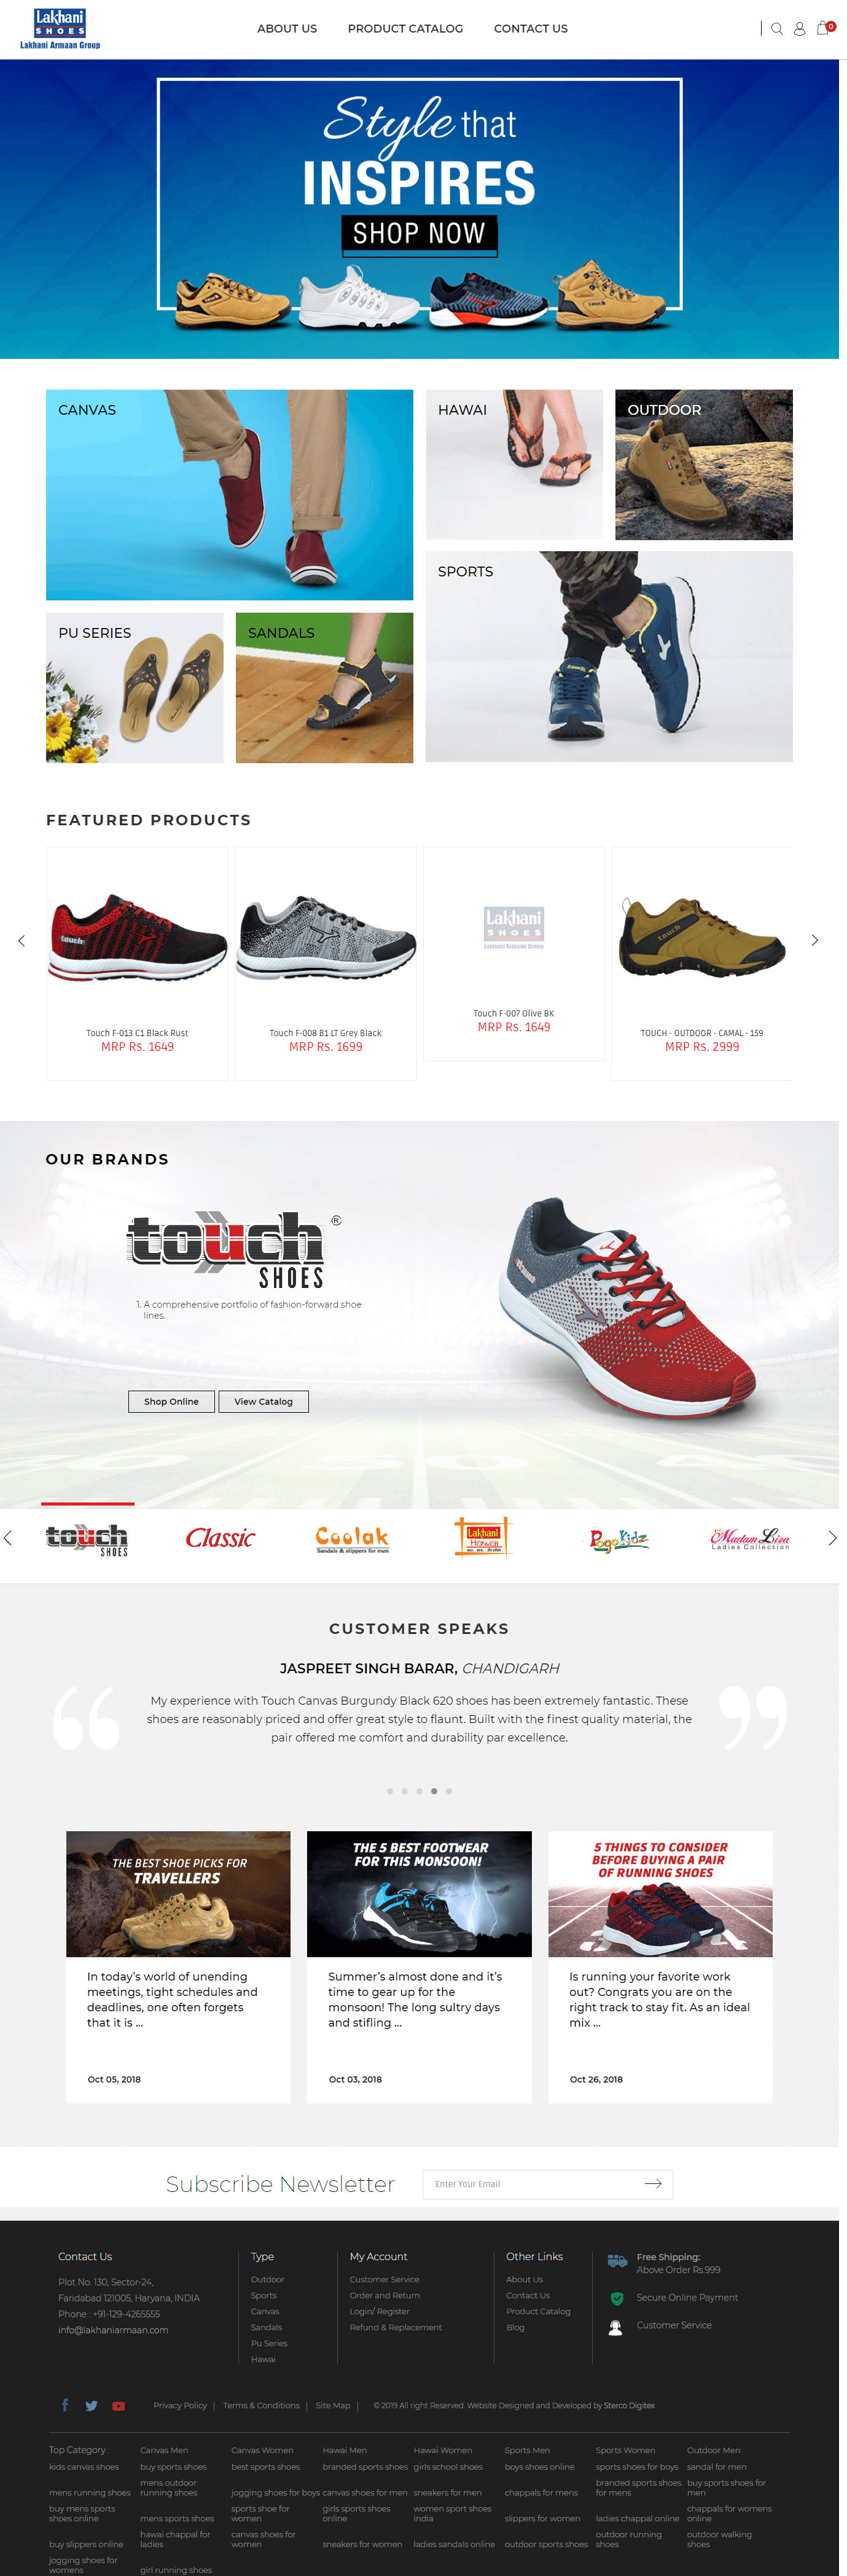 Lakhani
SHOES
Lakhani Armaan Group
ABOUT US
PRODUCT CATALOG
CONTACT US
0
Style that
INSPIRES
SHOP NOW
CANVAS
HAWAI
OUTDOOR
SPORTS
PU SERIES
SANDALS
FEATURED PRODUCTS
touch
Lakhani
SHOES
Lakhani Armaan Group
touch
Touch F-013 C1 Black Rust
MRP Rs. 1649
Touch F-008 B1 LT Grey Black
MRP Rs. 1699
Touch F-007 Olive BK
MRP Rs. 1649
TOUCH - OUTDOOR - CAMAL - 159
MRP Rs. 2999
OUR BRANDS
touch ®
SHOES
1. A comprehensive portfolio of fashion-forward shoe
lines.
Shop Online
View Catalog
touch
SHOES
Classic
Coolak
Sandals & slippers for men
Lakhani
Hawaii
PogoKidz
Madam Liza
Ladies Collection
CUSTOMER SPEAKS
JASPREET SINGH BARAR, CHANDIGARH
My experience with Touch Canvas Burgundy Black 620 shoes has been extremely fantastic. These
shoes are reasonably priced and offer great style to flaunt. Built with the finest quality material, the
pair offered me comfort and durability par excellence.
THE BEST SHOE PICKS FOR
TRAVELLERS
In today's world of unending
meetings, tight schedules and
deadlines, one often forgets
that it is ...
Oct 05, 2018
THE 5 BEST FOOTWEAR
FOR THIS MONSOON!
Summer's almost done and it's
time to gear up for the
monsoon! The long sultry days
and stifling ...
Oct 03, 2018
5 THINGS TO CONSIDER
BEFORE BUYING A PAIR
OF RUNNING SHOES
Is running your favorite work
out? Congrats you are on the
right track to stay fit. As an ideal
mix ...
Oct 26, 2018
Subscribe Newsletter
Enter Your Email
Contact Us
Plot No. 130, Sector-24,
Faridabad 121005, Haryana, INDIA
Phone : +91-129-4265555
info@lakhaniarmaan.com
Type
Outdoor
Sports
Canvas
Sandals
Pu Series
Hawai
My Account
Customer Service
Order and Return
Login/ Register
Refund & Replacement
Other Links
About Us
Contact Us
Product Catalog
Blog
Free Shipping:
Above Order Rs.999
Secure Online Payment
Customer Service
Privacy Policy
Terms & Conditions
Site Map
© 2019 All right Reserved. Website Designed and Developed by Sterco Digitex
Top Category :
Canvas Men
Canvas Women
Hawai Men
Hawai Women
Sports Men
Sports Women
Outdoor Men
kids canvas shoes
buy sports shoes
best sports shoes
branded sports shoes
girls school shoes
boys shoes online
sports shoes for boys
sandal for men
mens running shoes
mens outdoor
running shoes
jogging shoes for boys
canvas shoes for men
sneakers for men
chappals for mens
branded sports shoes
for mens
buy sports shoes for
men
buy mens sports
shoes online
mens sports shoes
sports shoe for
women
girls sports shoes
online
women sport shoes
india
slippers for women
ladies chappal online
chappals for womens
online
buy slippers online
hawai chappal for
ladies
canvas shoes for
women
sneakers for women
ladies sandals online
outdoor sports shoes
outdoor running
shoes
outdoor walking
shoes
jogging shoes for
womens
girl running shoes